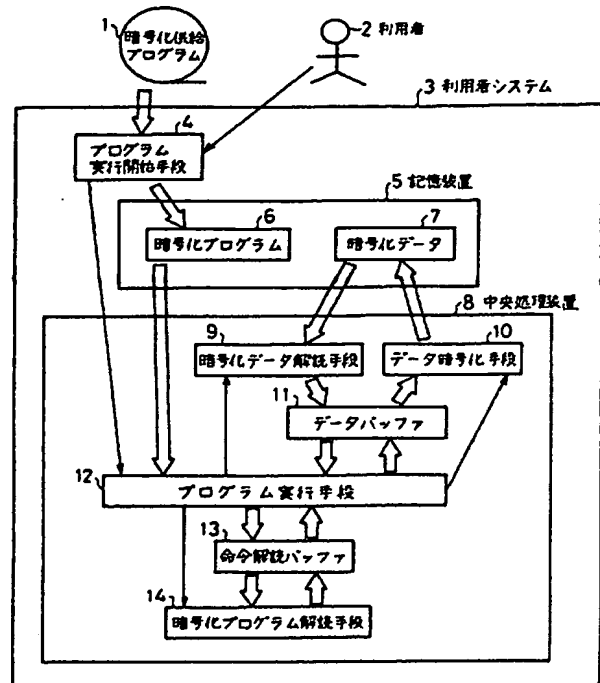 1
暗号化供給
プログラム
2 利用者
3 利用者システム
4
プログラム
実行開始手段
5 記憶装置
6
暗号化プログラム
7
暗号化データ
8 中央処理装置
9
暗号化データ解読手段
10
データ暗号化手段
11
データバッファ
12
プログラム実行手段
13
命令解読バッファ
14
暗号化プログラム解読手段